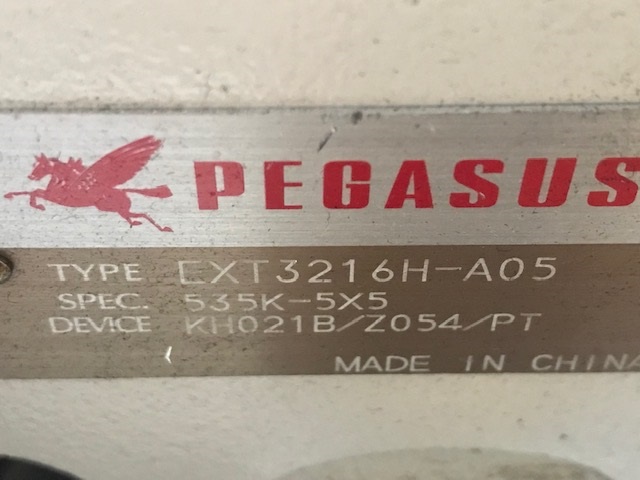 PEGASUS
TYPE EXT3216H-A05
SPEC. 535K-5X5
DEVICE KH021B/Z054/PT
MADE IN CHINA